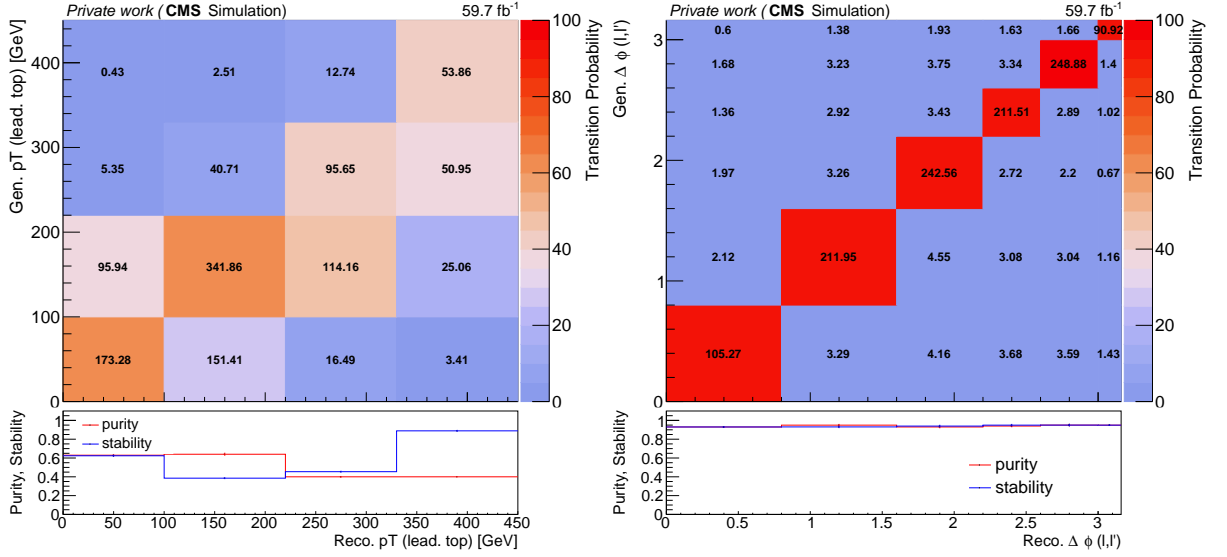 Private work (CMS Simulation) 59.7 fb⁻¹
Gen. pT (lead. top) [GeV]
400
300
200
100
0
0.43 2.51 12.74 53.86
5.35 40.71 95.65 50.95
95.94 341.86 114.16 25.06
173.28 151.41 16.49 3.41
100
80
60
40
20
0
Transition Probability
Purity, Stability
1
0.8
0.6
0.4
0.2
0
purity
stability
0 50 100 150 200 250 300 350 400 450
Reco. pT (lead. top) [GeV]
Private work (CMS Simulation) 59.7 fb⁻¹
Gen. Δ ϕ (l,l')
3
2
1
0
0.6 1.38 1.93 1.63 1.66 90.92
1.68 3.23 3.75 3.34 248.88 1.4
1.36 2.92 3.43 211.51 2.89 1.02
1.97 3.26 242.56 2.72 2.2 0.67
2.12 211.95 4.55 3.08 3.04 1.16
105.27 3.29 4.16 3.68 3.59 1.43
100
80
60
40
20
0
Transition Probability
Purity, Stability
1
0.8
0.6
0.4
0.2
0
purity
stability
0 0.5 1 1.5 2 2.5 3
Reco. Δ ϕ (l,l')